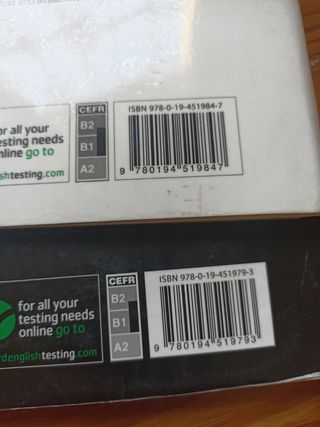 for all your
testing needs
online go to
englishtesting.com
CEFR
B2
B1
A2
ISBN 978-0-19-451984-7
9 780194 519847
for all your
testing needs
online go to
rdenglishtesting.com
CEFR
B2
B1
A2
ISBN 978-0-19-451979-3
9 780194 519793